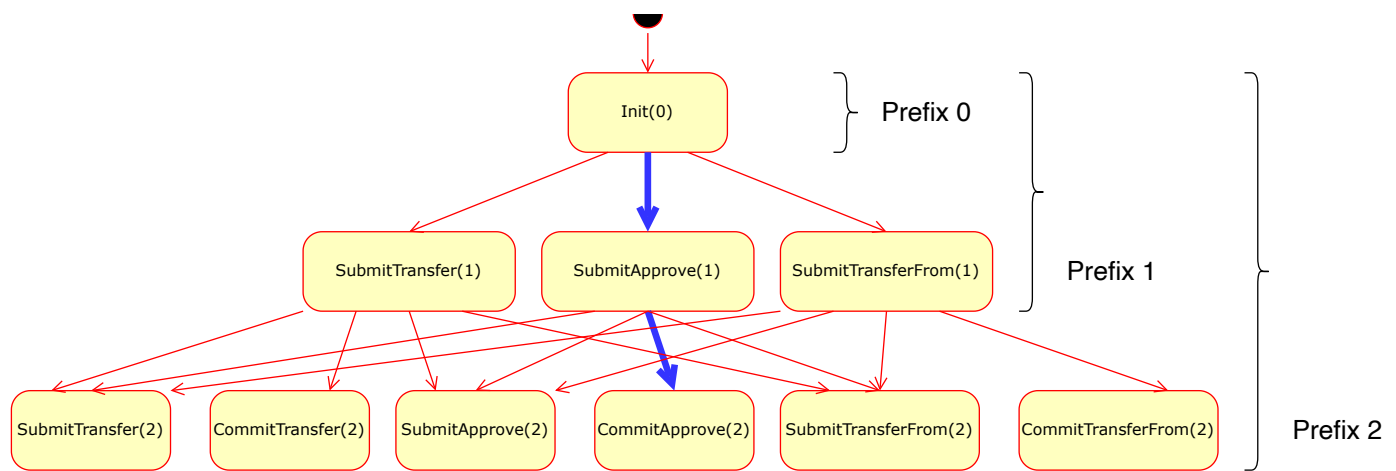 Init(0)
Prefix 0
SubmitTransfer(1)
SubmitApprove(1)
SubmitTransferFrom(1)
Prefix 1
SubmitTransfer(2)
CommitTransfer(2)
SubmitApprove(2)
CommitApprove(2)
SubmitTransferFrom(2)
CommitTransferFrom(2)
Prefix 2